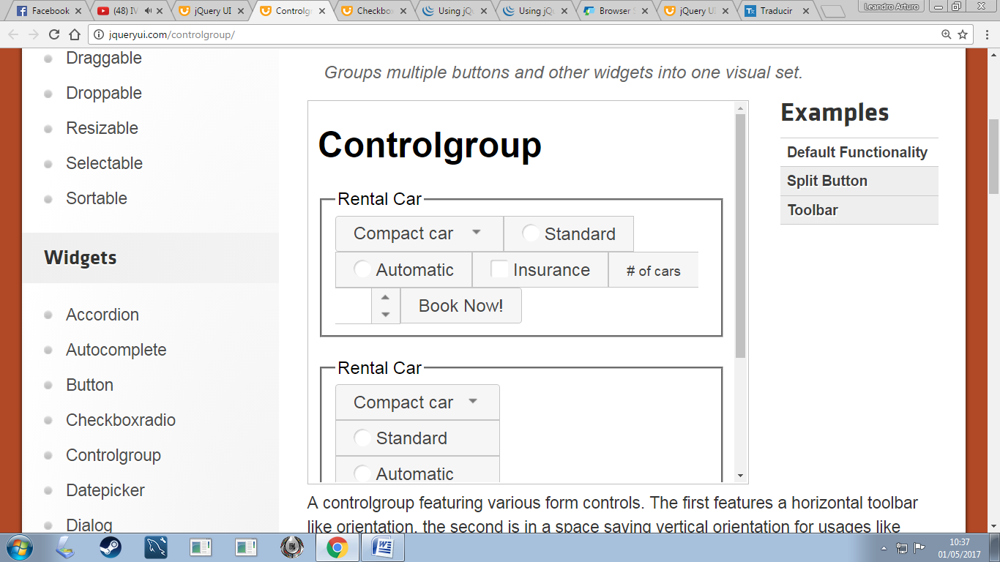 Facebook
(48) IV
jQuery UI
Controlgr
Checkbox
Using jQu
Using jQu
Browser S
jQuery UI
Traducir
Leandro Arturo
jqueryui.com/controlgroup/
Draggable
Droppable
Resizable
Selectable
Sortable
Widgets
Accordion
Autocomplete
Button
Checkboxradio
Controlgroup
Datepicker
Dialog
Groups multiple buttons and other widgets into one visual set.
Controlgroup
Rental Car
Compact car
Standard
Automatic
Insurance
# of cars
Book Now!
Rental Car
Compact car
Standard
Automatic
A controlgroup featuring various form controls. The first features a horizontal toolbar
like orientation, the second is in a space saving vertical orientation for usages like
Examples
Default Functionality
Split Button
Toolbar
10:37
01/05/2017